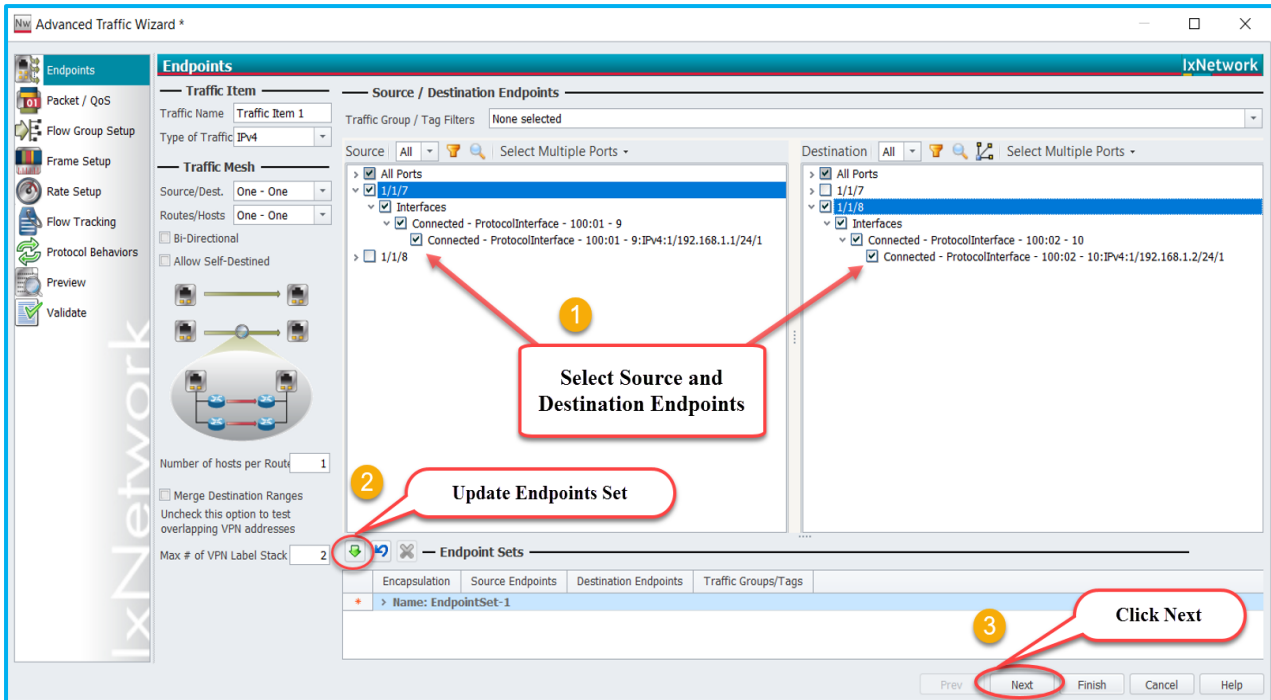 Nw Advanced Traffic Wizard *
Endpoints
Packet / QoS
Flow Group Setup
Frame Setup
Rate Setup
Flow Tracking
Protocol Behaviors
Preview
Validate
IxNetwork
Endpoints
IxNetwork
Traffic Item
Traffic Name Traffic Item 1
Type of Traffic IPv4
Traffic Mesh
Source/Dest. One - One
Routes/Hosts One - One
Bi-Directional
Allow Self-Destined
Number of hosts per Route 1
Merge Destination Ranges
Uncheck this option to test
overlapping VPN addresses
Max # of VPN Label Stack 2
Source / Destination Endpoints
Traffic Group / Tag Filters None selected
Source All Select Multiple Ports
All Ports
1/1/7
Interfaces
Connected - ProtocolInterface - 100:01 - 9
Connected - ProtocolInterface - 100:01 - 9:IPv4:1/192.168.1.1/24/1
1/1/8
Destination All Select Multiple Ports
All Ports
1/1/7
1/1/8
Interfaces
Connected - ProtocolInterface - 100:02 - 10
Connected - ProtocolInterface - 100:02 - 10:IPv4:1/192.168.1.2/24/1
1
Select Source and
Destination Endpoints
2
Update Endpoints Set
Endpoint Sets
Encapsulation Source Endpoints Destination Endpoints Traffic Groups/Tags
* > Name: EndpointSet-1
3
Click Next
Prev Next Finish Cancel Help